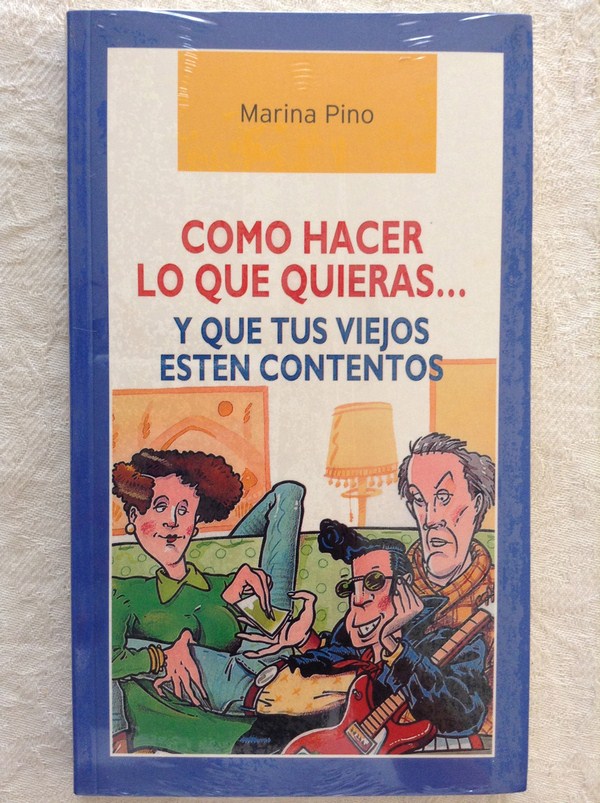 Marina Pino
COMO HACER
LO QUE QUIERAS...
Y QUE TUS VIEJOS
ESTEN CONTENTOS